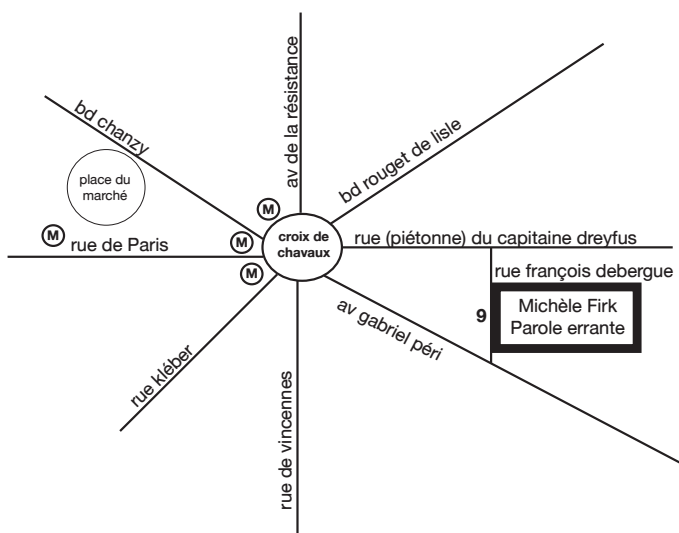 av de la résistance
bd chanzy
bd rouget de lisle
place du
marché
M
M
rue de Paris
M
M
croix de
chavaux
rue (piétonne) du capitaine dreyfus
rue françois debergue
9
Michèle Firk
Parole errante
av gabriel péri
rue kléber
rue de vincennes